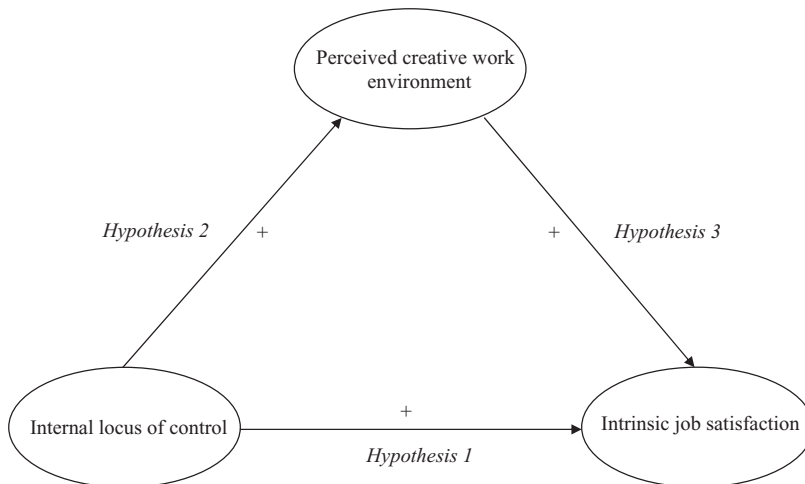 Perceived creative work
environment
Hypothesis 2
+
+
Hypothesis 3
Internal locus of control
+
Intrinsic job satisfaction
Hypothesis 1